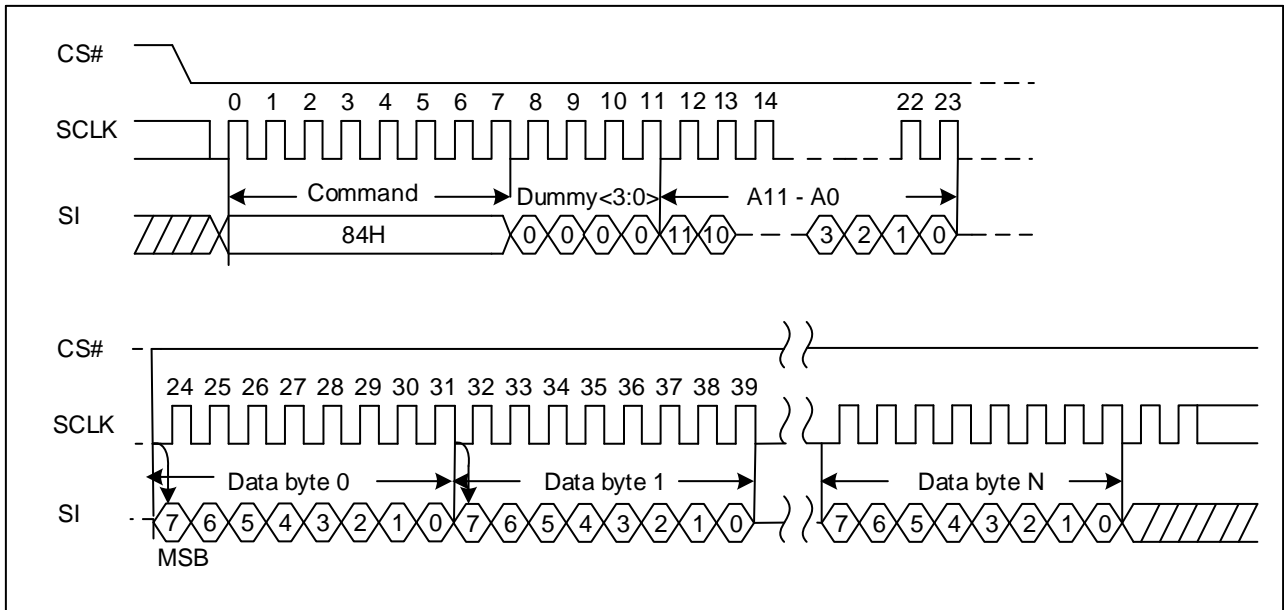 CS#
0 1 2 3 4 5 6 7 8 9 10 11 12 13 14 22 23
SCLK
Command Dummy<3:0> A11 - A0
SI
84H 0 0 0 0 11 10 3 2 1 0
CS#
24 25 26 27 28 29 30 31 32 33 34 35 36 37 38 39
SCLK
Data byte 0 Data byte 1 Data byte N
SI
7 6 5 4 3 2 1 0 7 6 5 4 3 2 1 0 7 6 5 4 3 2 1 0
MSB